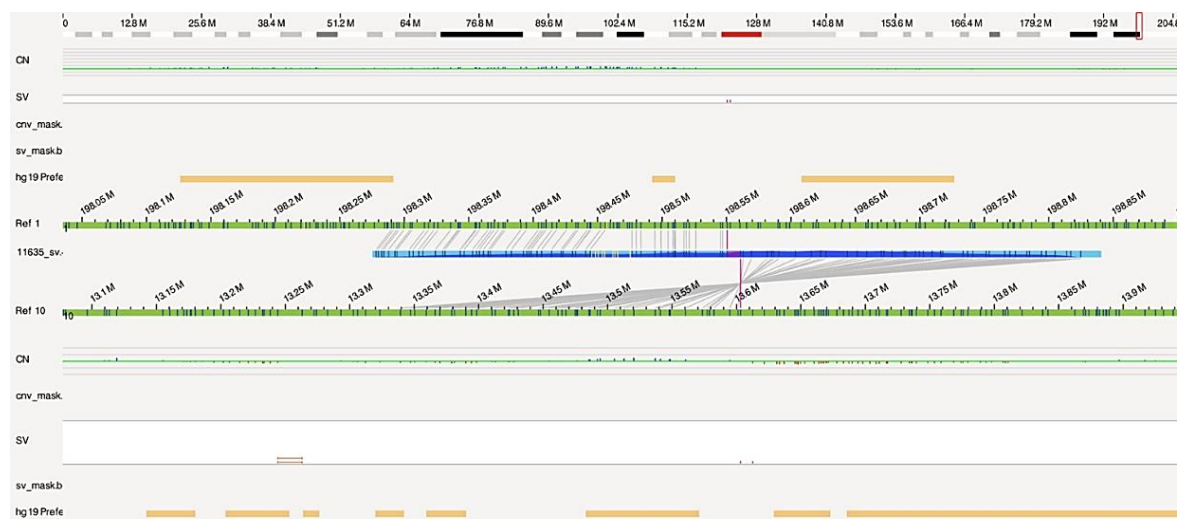 0 12.8 M 25.6 M 38.4 M 51.2 M 64 M 76.8 M 89.6 M 102.4 M 115.2 M 128 M 140.8 M 153.6 M 166.4 M 179.2 M 192 M 204.8
CN
SV
cnv_mask.
sv_mask.b
hg 19 Prefe
198.05 M 198.1 M 198.15 M 198.2 M 198.25 M 198.3 M 198.35 M 198.4 M 198.45 M 198.5 M 198.55 M 198.6 M 198.65 M 198.7 M 198.75 M 198.8 M 198.85 M
Ref 1
11635_sv.
13.1 M 13.15 M 13.2 M 13.25 M 13.3 M 13.35 M 13.4 M 13.45 M 13.5 M 13.55 M 13.6 M 13.65 M 13.7 M 13.75 M 13.8 M 13.85 M 13.9 M
Ref 10 10
CN
cnv_mask.
SV
sv_mask.b
hg 19 Prefe